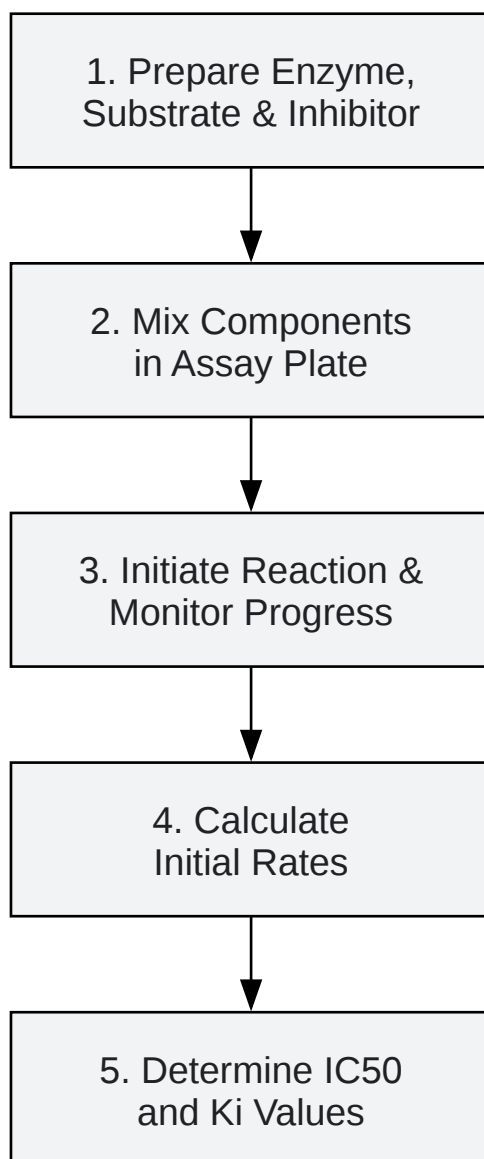 1. Prepare Enzyme,
Substrate & Inhibitor
2. Mix Components
in Assay Plate
3. Initiate Reaction &
Monitor Progress
4. Calculate
Initial Rates
5. Determine IC50
and Ki Values